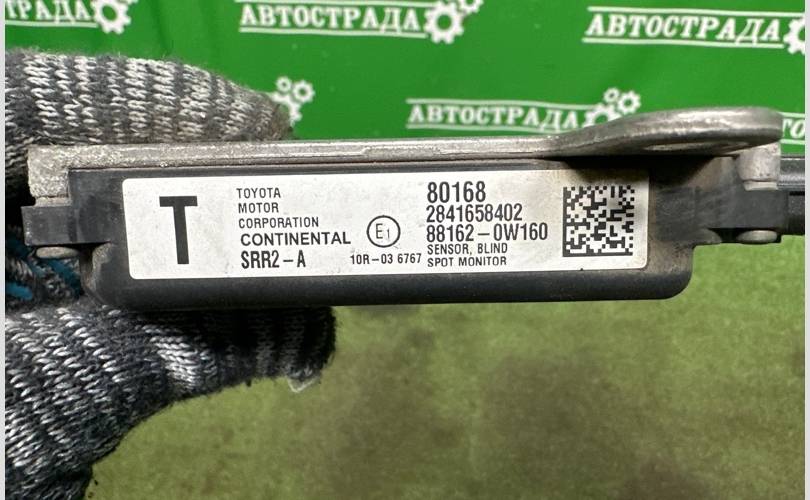 ТРАДА
АВТОСТРАДА
АВТОСТРАДА
АВТОСТРАДА
T
TOYOTA
MOTOR
CORPORATION
CONTINENTAL
SRR2-A
E1
10R-03 6767
80168
2841658402
88162-0W160
SENSOR, BLIND
SPOT MONITOR